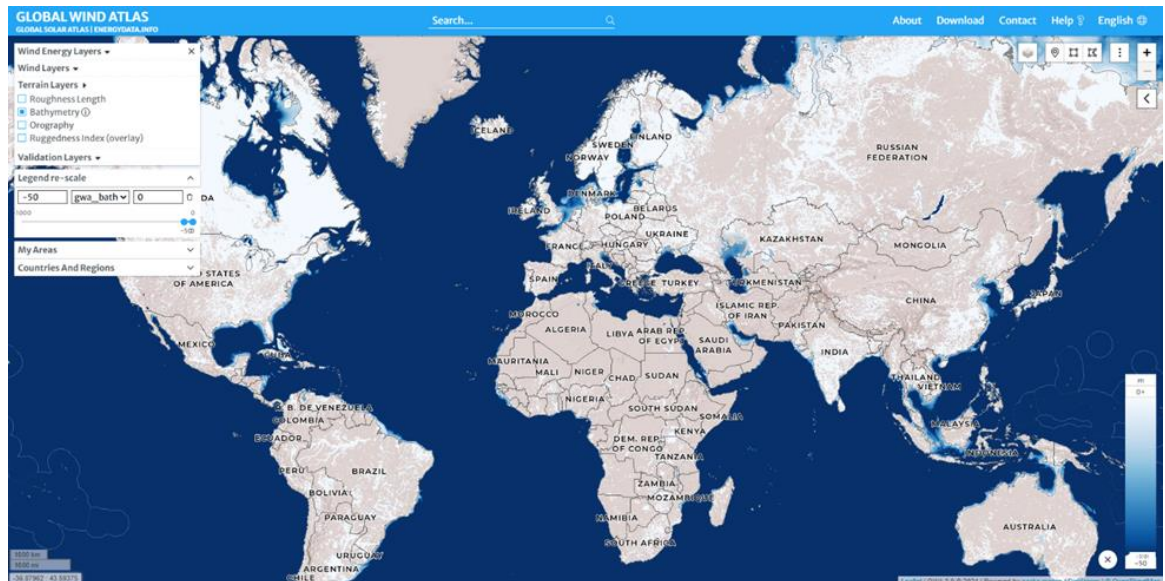 GLOBAL WIND ATLAS
GLOBAL SOLAR ATLAS | ENERGYDATA.INFO
Search...
About Download Contact Help English
Wind Energy Layers
Wind Layers
Terrain Layers
Roughness Length
Bathymetry
Orography
Ruggedness Index (overlay)
Validation Layers
Legend re-scale
-50 gwa_bath 0
0
My Areas
Countries And Regions
ICELAND
SWEDEN
FINLAND
NORWAY
RUSSIAN
FEDERATION
DENMARK
IRELAND
BELARUS
POLAND
UKRAINE
FRANCE HUNGARY
KAZAKHSTAN
MONGOLIA
STATES
OF AMERICA
SPAIN
GREECE TURKEY
TURKMENISTAN
CHINA
JAPAN
MOROCCO
ISLAMIC REP.
OF IRAN
PAKISTAN
ALGERIA
LIBYA ARAB REP.
OF EGYPT
SAUDI
ARABIA
MEXICO
CUBA
INDIA
MAURITANIA
MALI NIGER CHAD SUDAN
THAILAND
VIETNAM
NIGERIA
SOUTH SUDAN
SOMALIA
R. B. DE VENEZUELA
COLOMBIA
ECUADOR
KENYA
DEM. REP.
OF CONGO
TANZANIA
MALAYSIA
INDONESIA
PERU
BRAZIL
BOLIVIA
ZAMBIA
MOZAMBIQUE
NAMIBIA
PARAGUAY
SOUTH AFRICA
AUSTRALIA
URUGUAY
ARGENTINA
CHILE
m
0+
-50